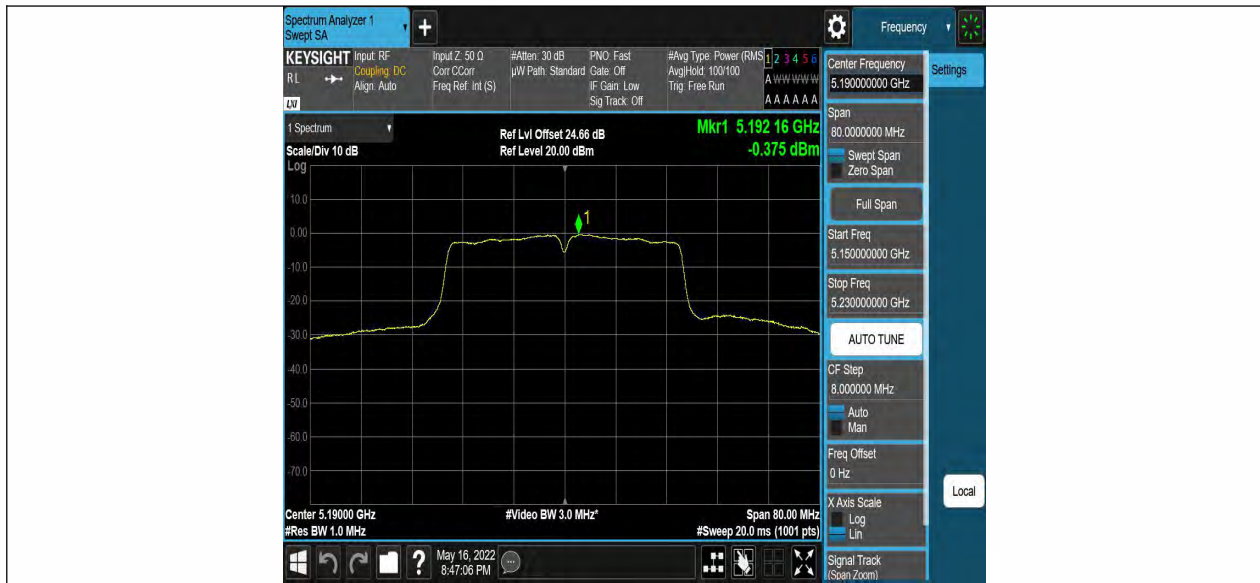 Spectrum Analyzer 1
Swept SA
+
Frequency
KEYSIGHT
RL
LXI
Input: RF
Coupling: DC
Align: Auto
Input Z: 50 Ω
Corr CCorr
Freq Ref: Int (S)
#Atten: 30 dB
µW Path: Standard
PNO: Fast
Gate: Off
IF Gain: Low
Sig Track: Off
#Avg Type: Power (RMS
Avg|Hold: 100/100
Trig: Free Run
1 2 3 4 5 6
A W W W W W
A A A A A A
1 Spectrum
Scale/Div 10 dB
Ref Lvl Offset 24.66 dB
Ref Level 20.00 dBm
Mkr1 5.192 16 GHz
-0.375 dBm
Log
10.0
0.00
-10.0
-20.0
-30.0
-40.0
-50.0
-60.0
-70.0
1
Center 5.19000 GHz
#Res BW 1.0 MHz
#Video BW 3.0 MHz*
Span 80.00 MHz
#Sweep 20.0 ms (1001 pts)
Center Frequency
5.190000000 GHz
Settings
Span
80.0000000 MHz
Swept Span
Zero Span
Full Span
Start Freq
5.150000000 GHz
Stop Freq
5.230000000 GHz
AUTO TUNE
CF Step
8.000000 MHz
Auto
Man
Freq Offset
0 Hz
X Axis Scale
Log
Lin
Local
Signal Track
(Span Zoom)
?
May 16, 2022
8:47:06 PM